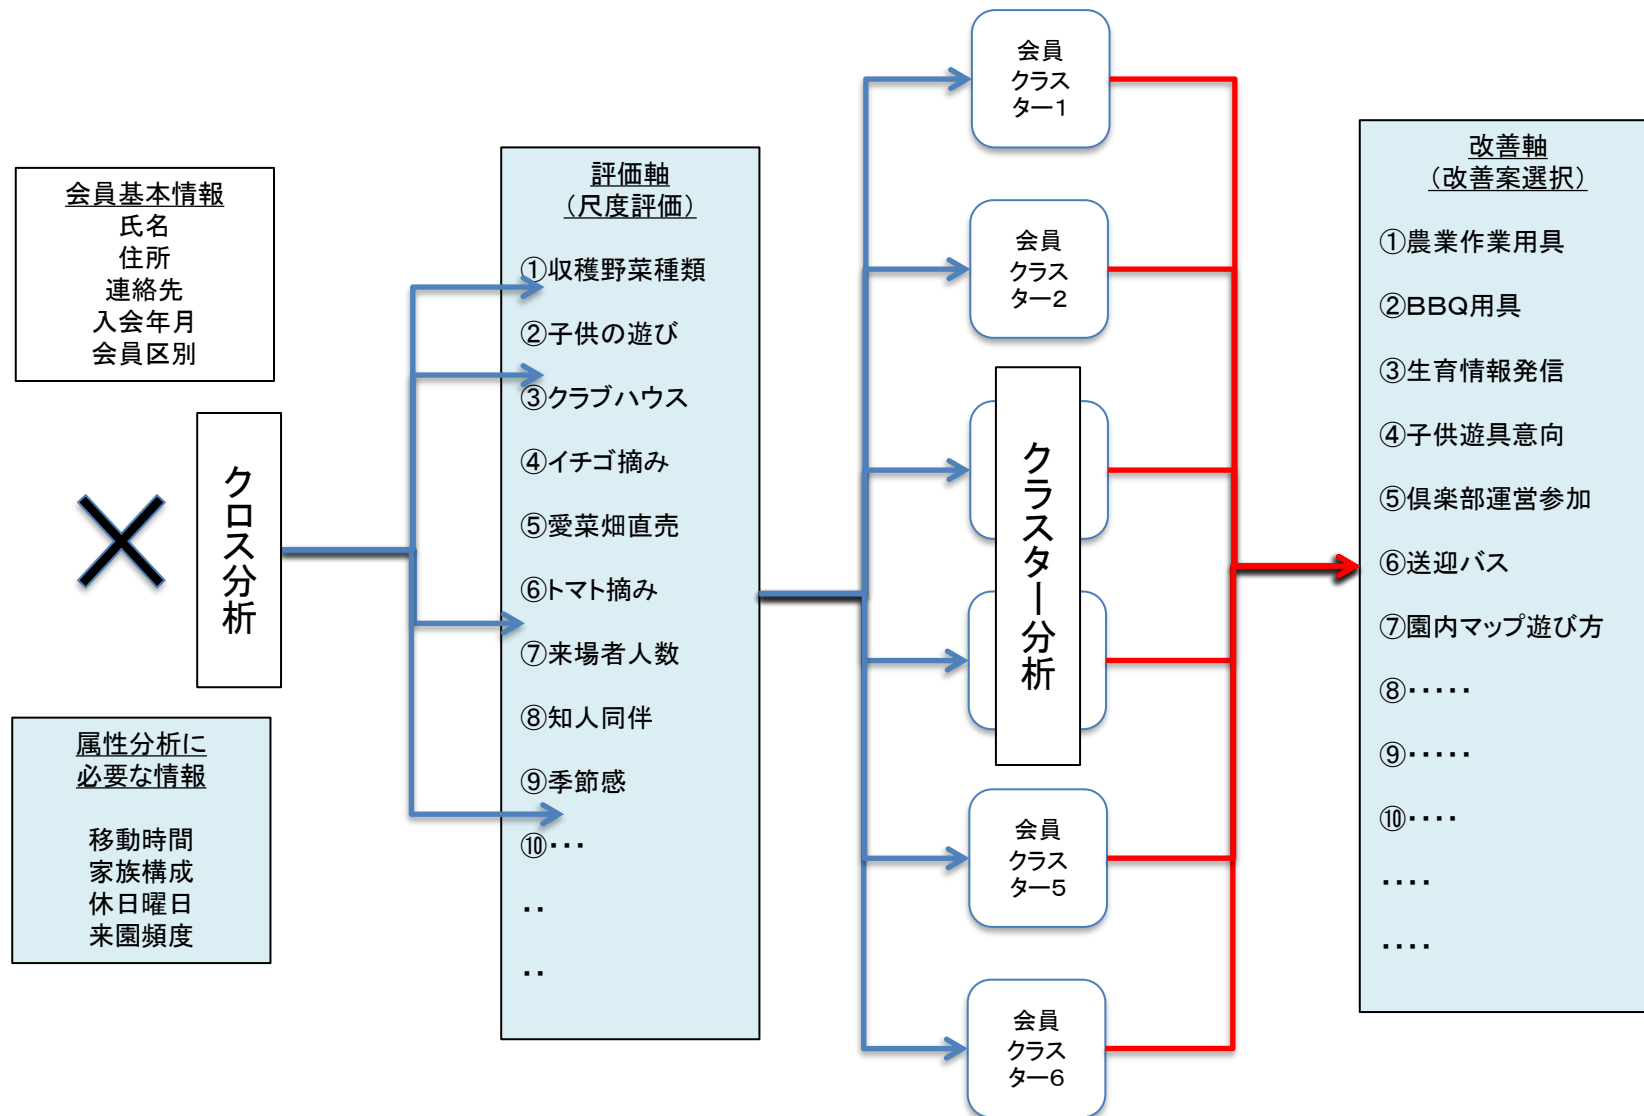 会員基本情報
氏名
住所
連絡先
入会年月
会員区別
クロス分析
属性分析に
必要な情報
移動時間
家族構成
休日曜日
来園頻度
評価軸
（尺度評価）
①収穫野菜種類
②子供の遊び
③クラブハウス
④イチゴ摘み
⑤愛菜畑直売
⑥トマト摘み
⑦来場者人数
⑧知人同伴
⑨季節感
⑩・・・
・・
・・
会員
クラス
ター１
会員
クラス
ター２
クラスター分析
会員
クラス
ター５
会員
クラス
ター６
改善軸
（改善案選択）
①農業作業用具
②ＢＢＱ用具
③生育情報発信
④子供遊具意向
⑤倶楽部運営参加
⑥送迎バス
⑦園内マップ遊び方
⑧・・・・・
⑨・・・・・
⑩・・・・
・・・・
・・・・